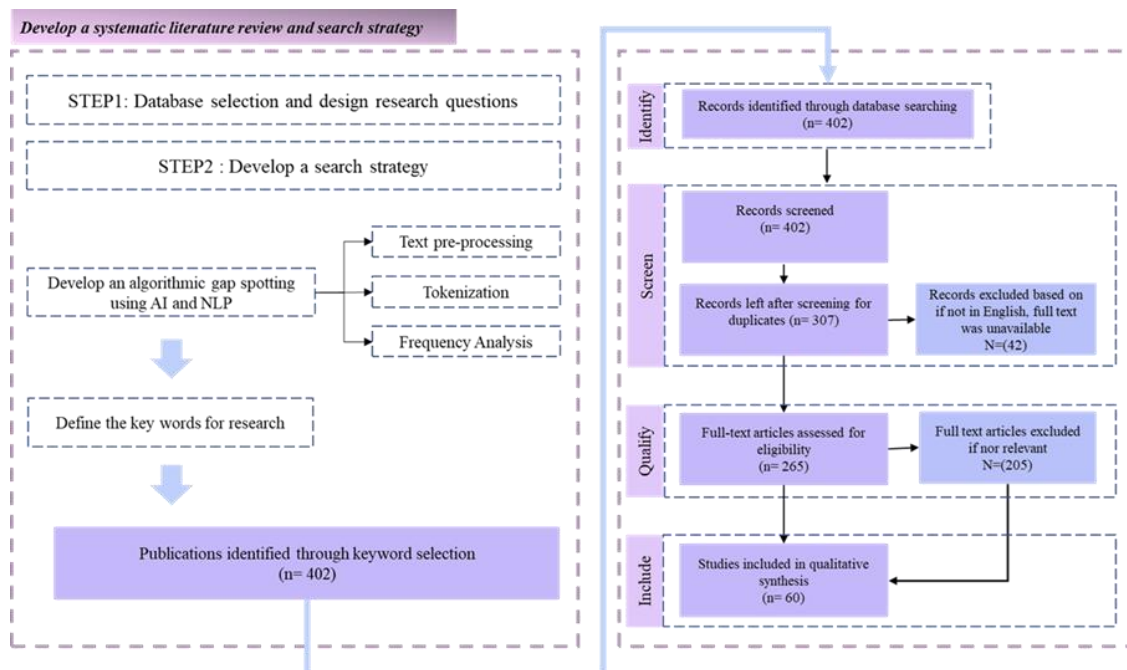 Develop a systematic literature review and search strategy
STEP1: Database selection and design research questions
STEP2 : Develop a search strategy
Develop an algorithmic gap spotting
using AI and NLP
Text pre-processing
Tokenization
Frequency Analysis
Define the key words for research
Publications identified through keyword selection
(n= 402)
Identify
Records identified through database searching
(n= 402)
Screen
Records screened
(n= 402)
Records left after screening for
duplicates (n= 307)
Records excluded based on
if not in English, full text
was unavailable
N=(42)
Qualify
Full-text articles assessed for
eligibility
(n= 265)
Full text articles excluded
if nor relevant
N=(205)
Include
Studies included in qualitative
synthesis
(n= 60)